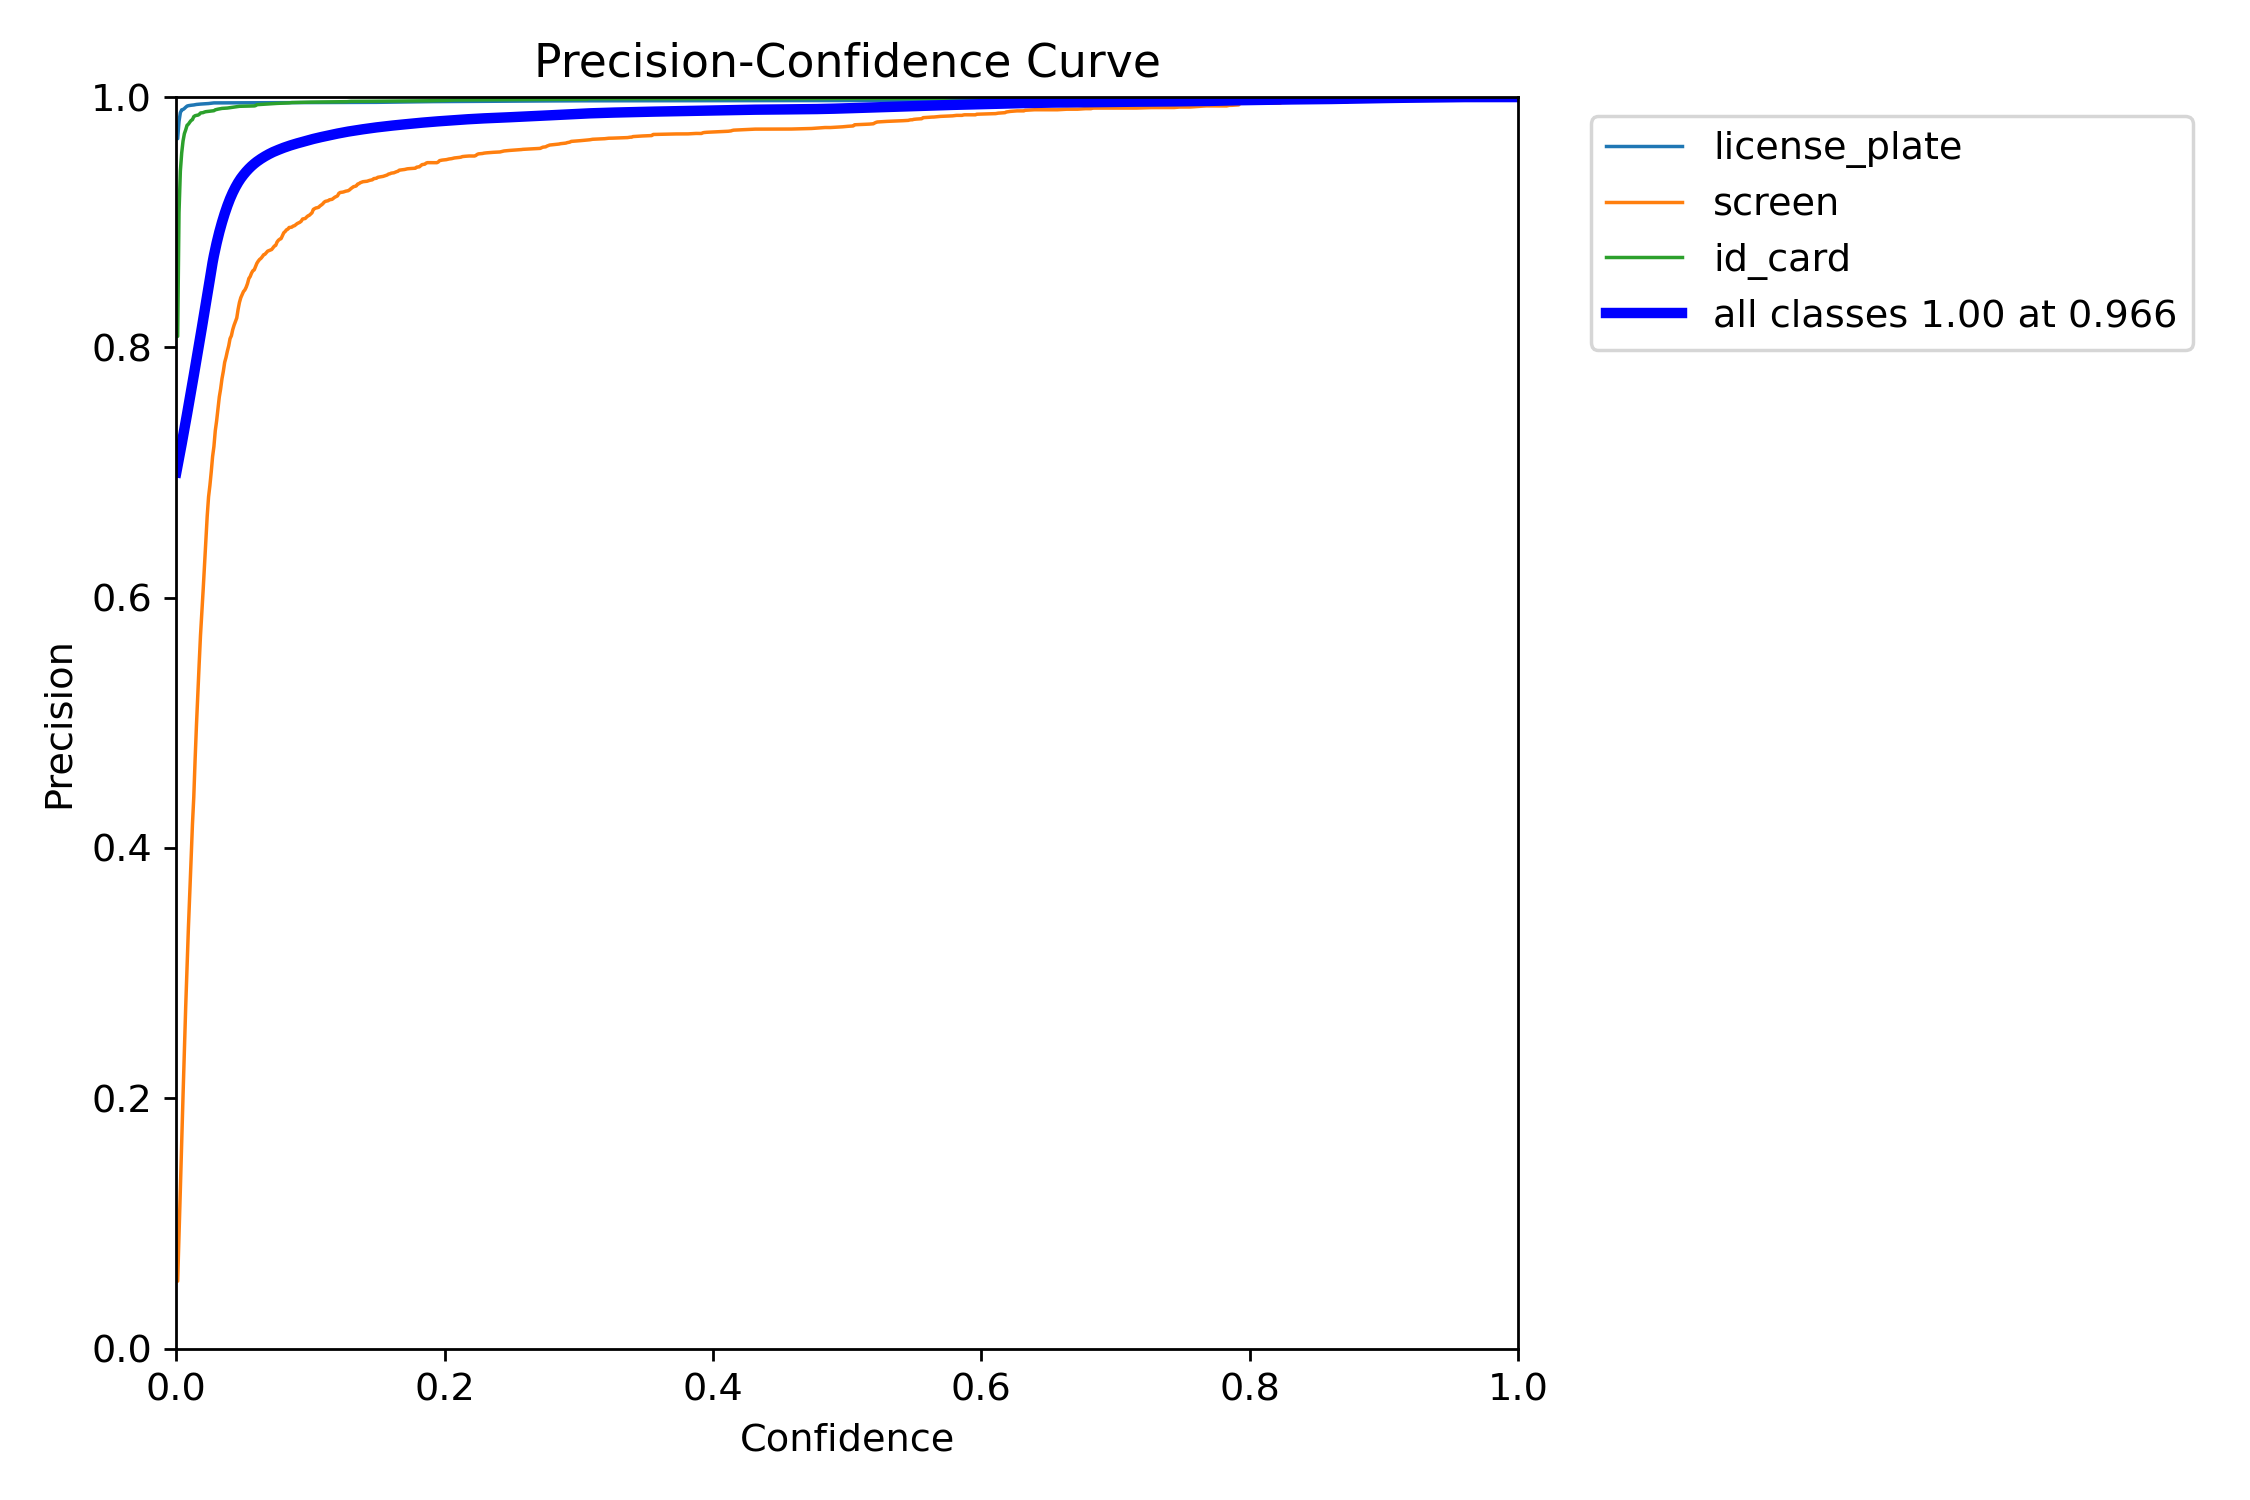 Precision-Confidence Curve
1.0
0.8
0.6
0.4
0.2
0.0
Precision
0.0 0.2 0.4 0.6 0.8 1.0
Confidence
license_plate
screen
id_card
all classes 1.00 at 0.966